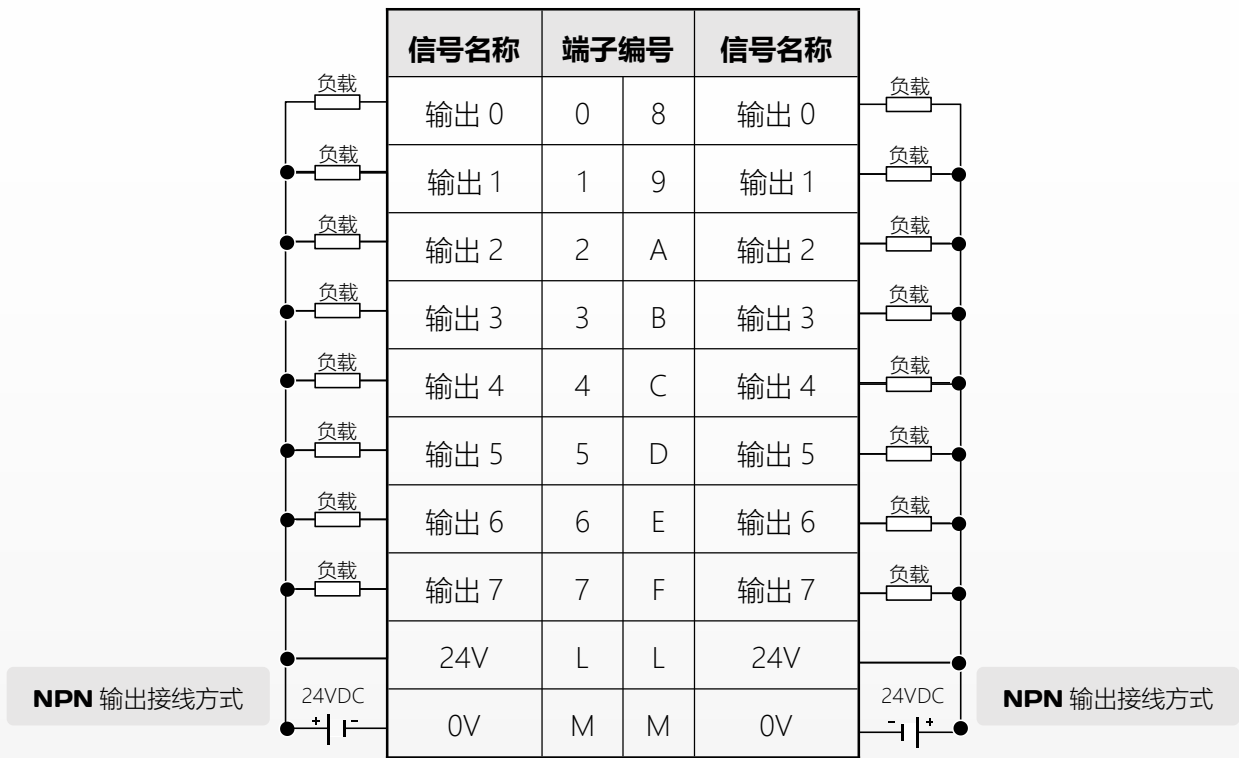 信号名称 端子编号 信号名称
负载 输出 0 0 8 输出 0 负载
负载 输出 1 1 9 输出 1 负载
负载 输出 2 2 A 输出 2 负载
负载 输出 3 3 B 输出 3 负载
负载 输出 4 4 C 输出 4 负载
负载 输出 5 5 D 输出 5 负载
负载 输出 6 6 E 输出 6 负载
负载 输出 7 7 F 输出 7 负载
24V L L 24V
NPN 输出接线方式 24VDC 24VDC NPN 输出接线方式
+ - 0V M M 0V - +